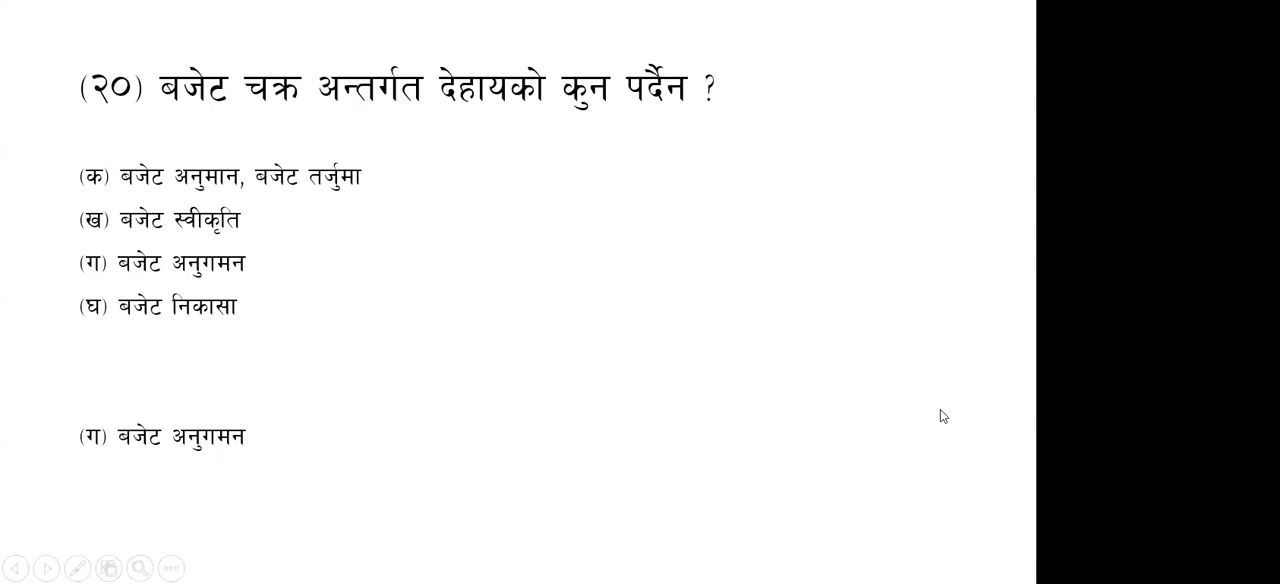 (२०) बजेट चक्र अन्तर्गत देहायको कुन पर्दैन ?
(क) बजेट अनुमान, बजेट तर्जुमा
(ख) बजेट स्वीकृति
(ग) बजेट अनुगमन
(घ) बजेट निकासा
(ग) बजेट अनुगमन